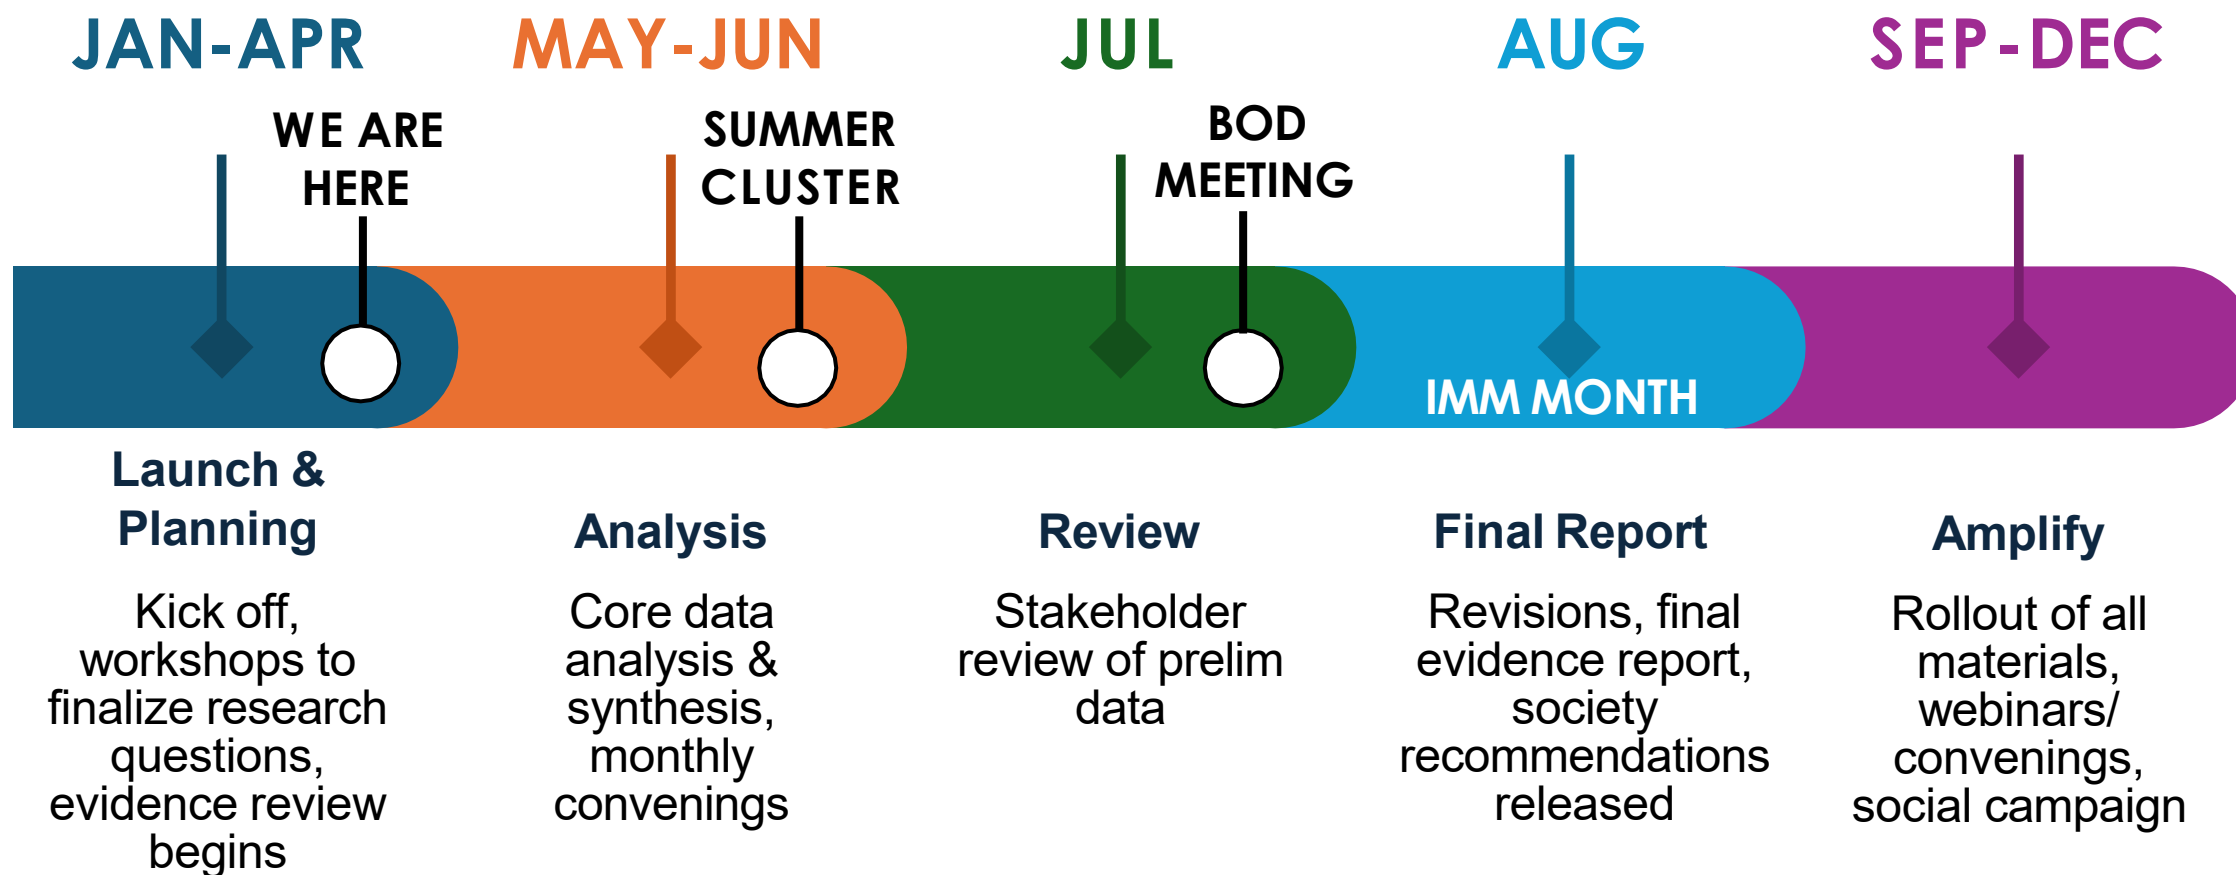 JAN-APR
MAY-JUN
JUL
AUG
SEP-DEC
WE ARE
HERE
SUMMER
CLUSTER
BOD
MEETING
IMM MONTH
Launch &
Planning
Kick off,
workshops to
finalize research
questions,
evidence review
begins
Analysis
Core data
analysis &
synthesis,
monthly
convenings
Review
Stakeholder
review of prelim
data
Final Report
Revisions, final
evidence report,
society
recommendations
released
Amplify
Rollout of all
materials,
webinars/
convenings,
social campaign